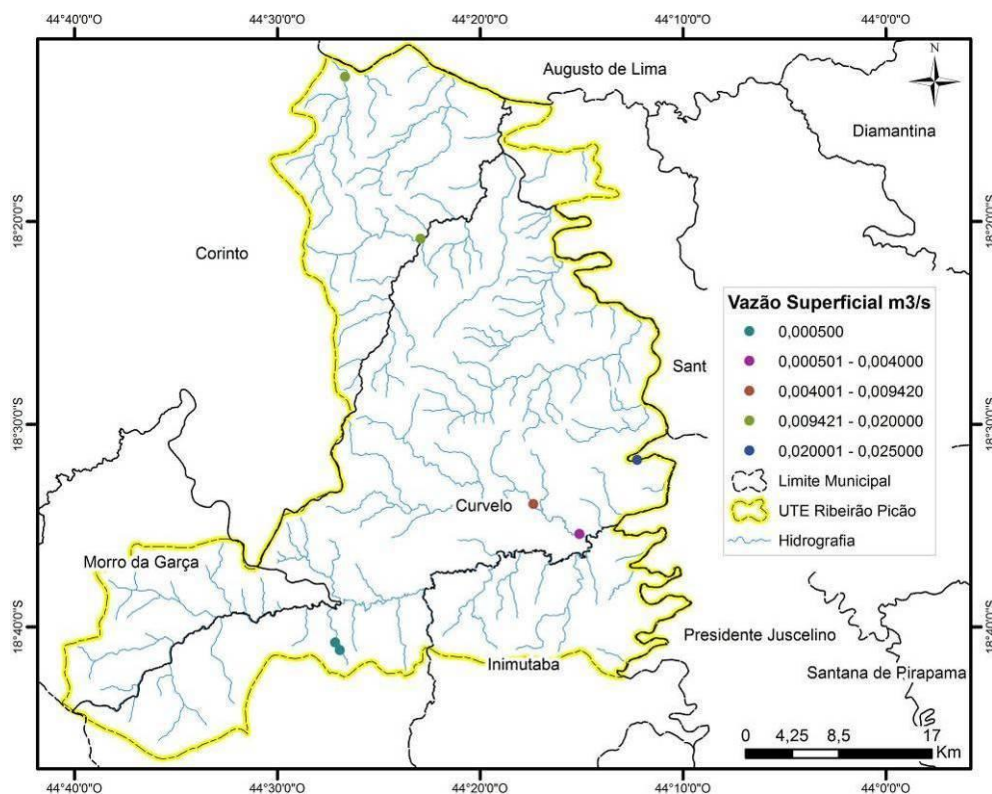 44°40'0"O
44°30'0"O
44°20'0"O
44°10'0"O
44°0'0"O
N
Augusto de Lima
Diamantina
18°20'0"S
18°20'0"S
Corinto
Vazão Superficial m3/s
0,000500
0,000501 - 0,004000
0,004001 - 0,009420
0,009421 - 0,020000
0,020001 - 0,025000
Limite Municipal
UTE Ribeirão Picão
Hidrografia
Sant
18°30'0"S
18°30'0"S
Curvelo
Morro da Garça
18°40'0"S
18°40'0"S
Presidente Juscelino
Inimutaba
Santana de Pirapama
0 4,25 8,5 17
Km
44°40'0"O
44°30'0"O
44°20'0"O
44°10'0"O
44°0'0"O